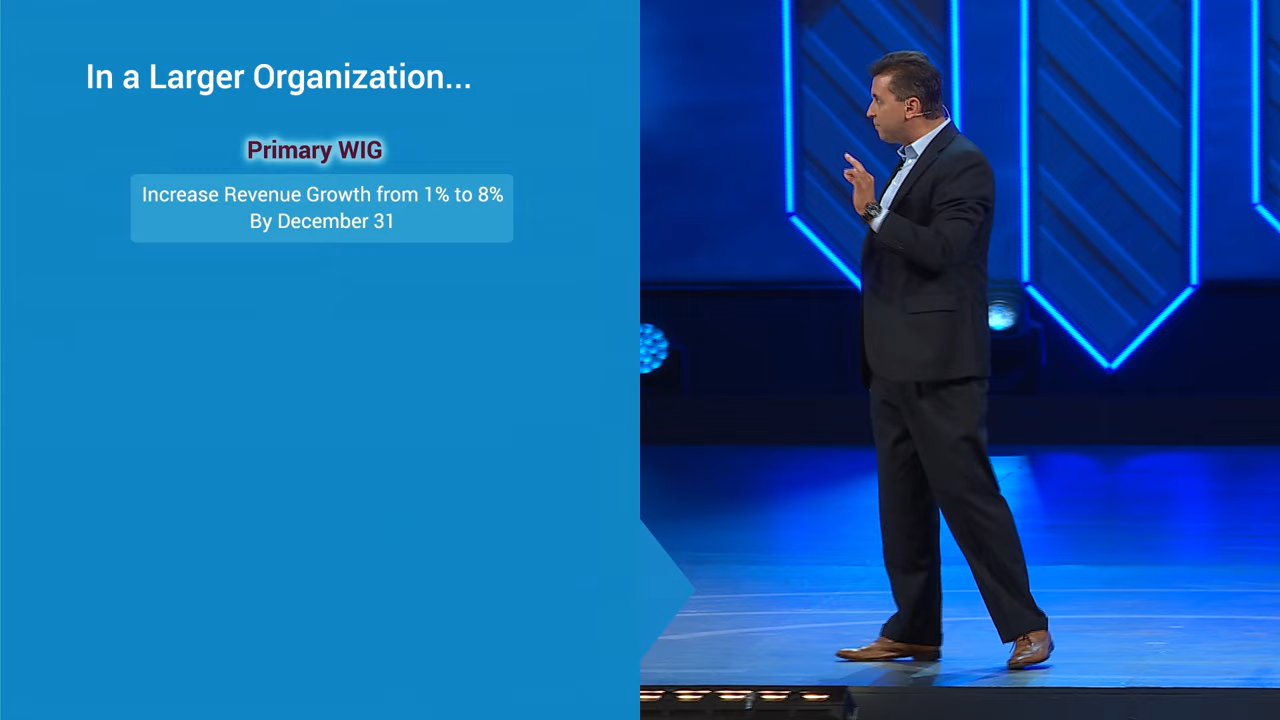 In a Larger Organization...
Primary WIG
Increase Revenue Growth from 1% to 8%
By December 31